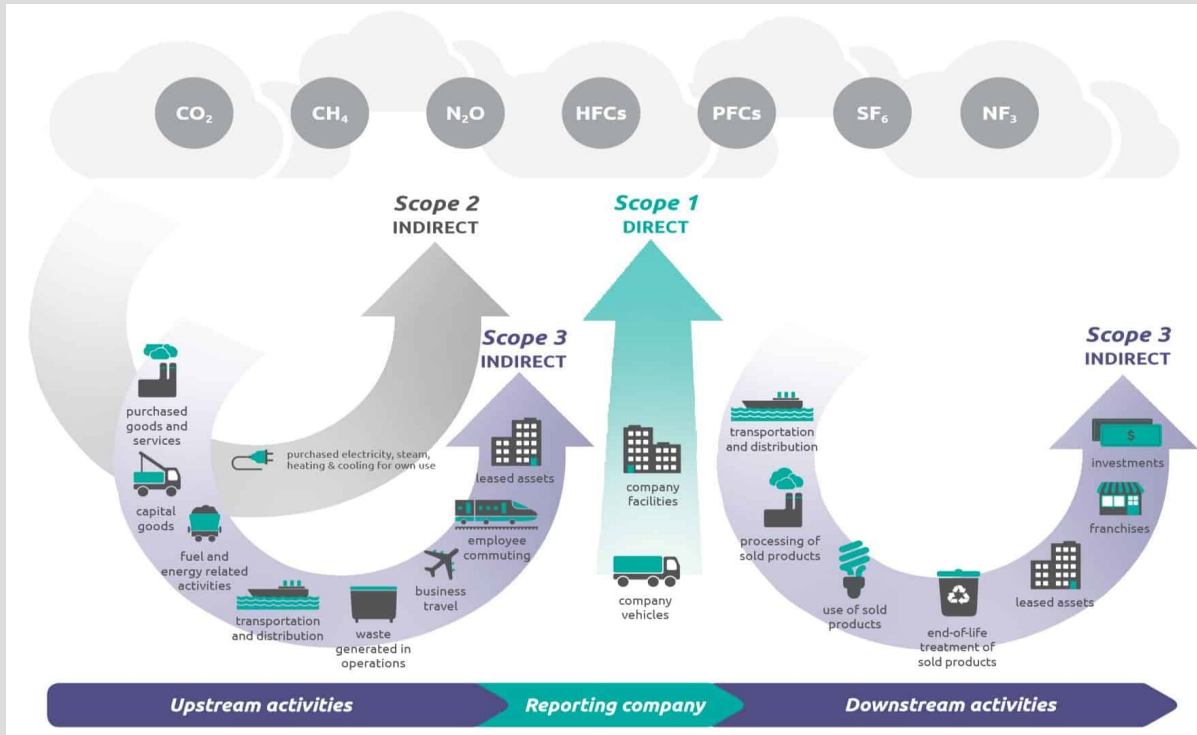 CO₂
CH₄
N₂O
HFCs
PFCs
SF₆
NF₃
Scope 2
INDIRECT
Scope 1
DIRECT
Scope 3
INDIRECT
Scope 3
INDIRECT
purchased
goods and
services
capital
goods
fuel and
energy related
activities
transportation
and distribution
waste
generated in
operations
business
travel
employee
commuting
leased assets
purchased electricity, steam,
heating & cooling for own use
company
facilities
company
vehicles
transportation
and distribution
processing of
sold products
use of sold
products
end-of-life
treatment of
sold products
leased assets
franchises
$
investments
Upstream activities
Reporting company
Downstream activities